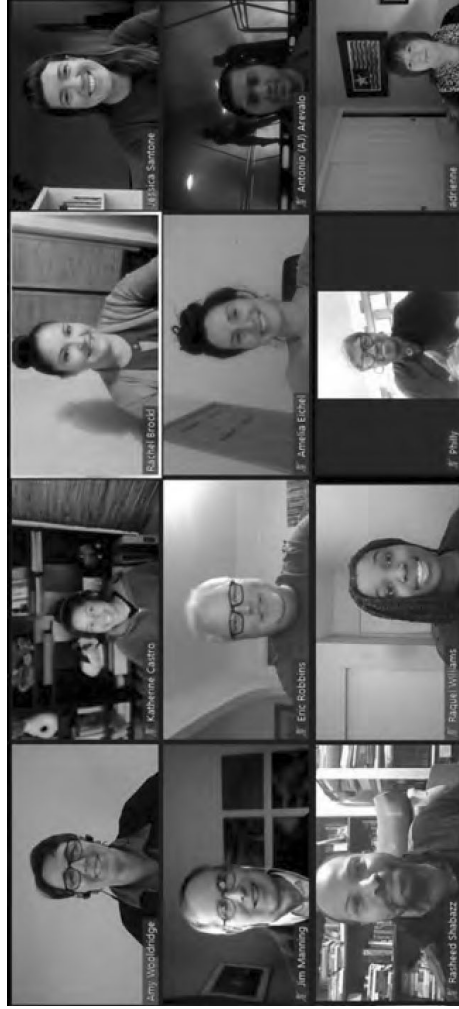 Amy Wooldridge
Katherine Castro
Rachel Brockl
Jessica Santone
Jim Manning
Eric Robbins
Amelia Eichel
Antonio (AJ) Arevalo
Rasheed Shabazz
Raquel Williams
Philly
adrienne